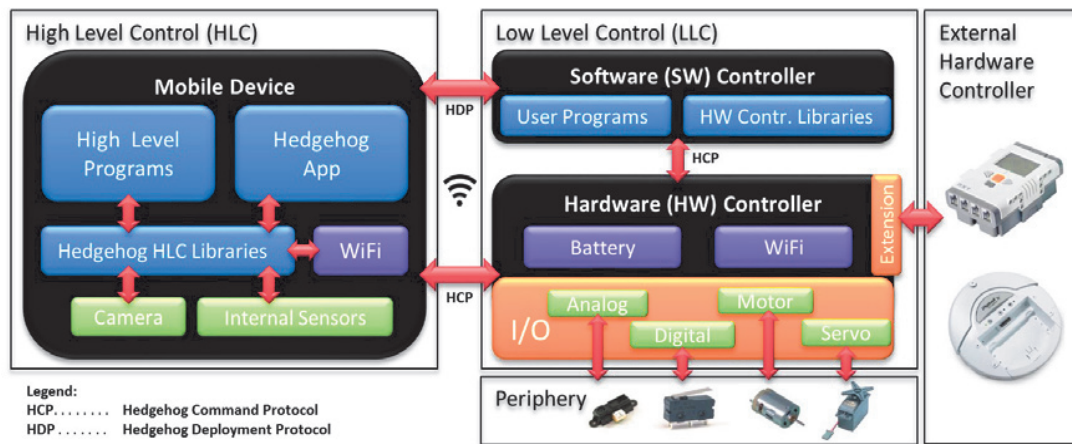 High Level Control (HLC)
Mobile Device
High Level
Programs
Hedgehog
App
Hedgehog HLC Libraries
WiFi
Camera
Internal Sensors
HDP
HCP
Low Level Control (LLC)
Software (SW) Controller
User Programs
HW Contr. Libraries
HCP
Hardware (HW) Controller
Battery
WiFi
Extension
I/O
Analog
Digital
Motor
Servo
Periphery
External
Hardware
Controller
Legend:
HCP........ Hedgehog Command Protocol
HDP ....... Hedgehog Deployment Protocol